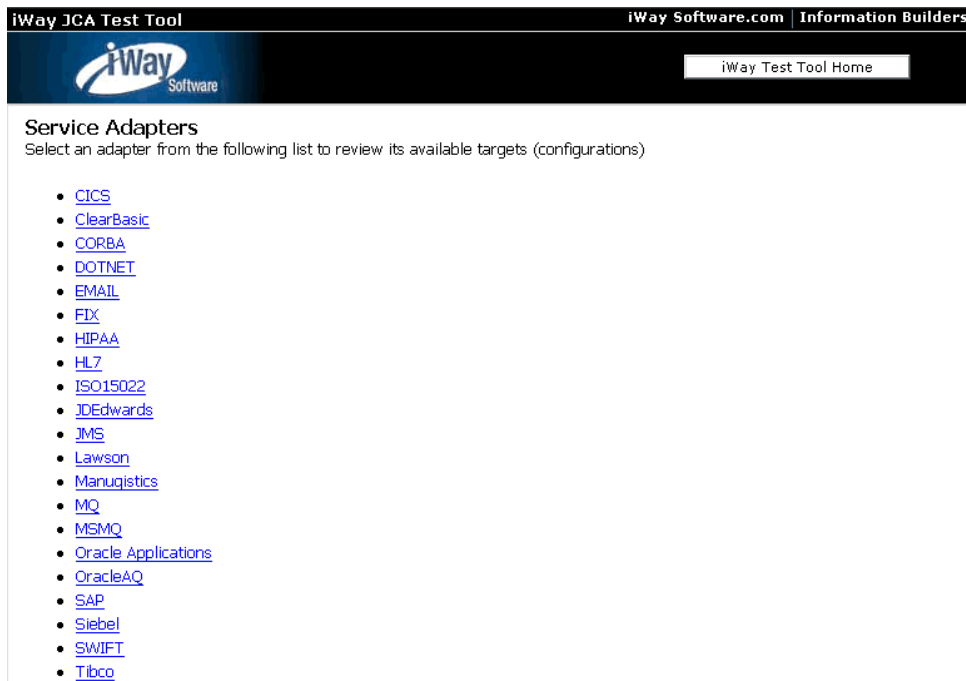 iWay JCA Test Tool
iWay Software.com | Information Builders
iWay Software
iWay Test Tool Home
Service Adapters
Select an adapter from the following list to review its available targets (configurations)
CICS
ClearBasic
CORBA
DOTNET
EMAIL
FIX
HIPAA
HL7
ISO15022
JDEdwards
JMS
Lawson
Manugistics
MQ
MSMQ
Oracle Applications
OracleAQ
SAP
Siebel
SWIFT
Tibco